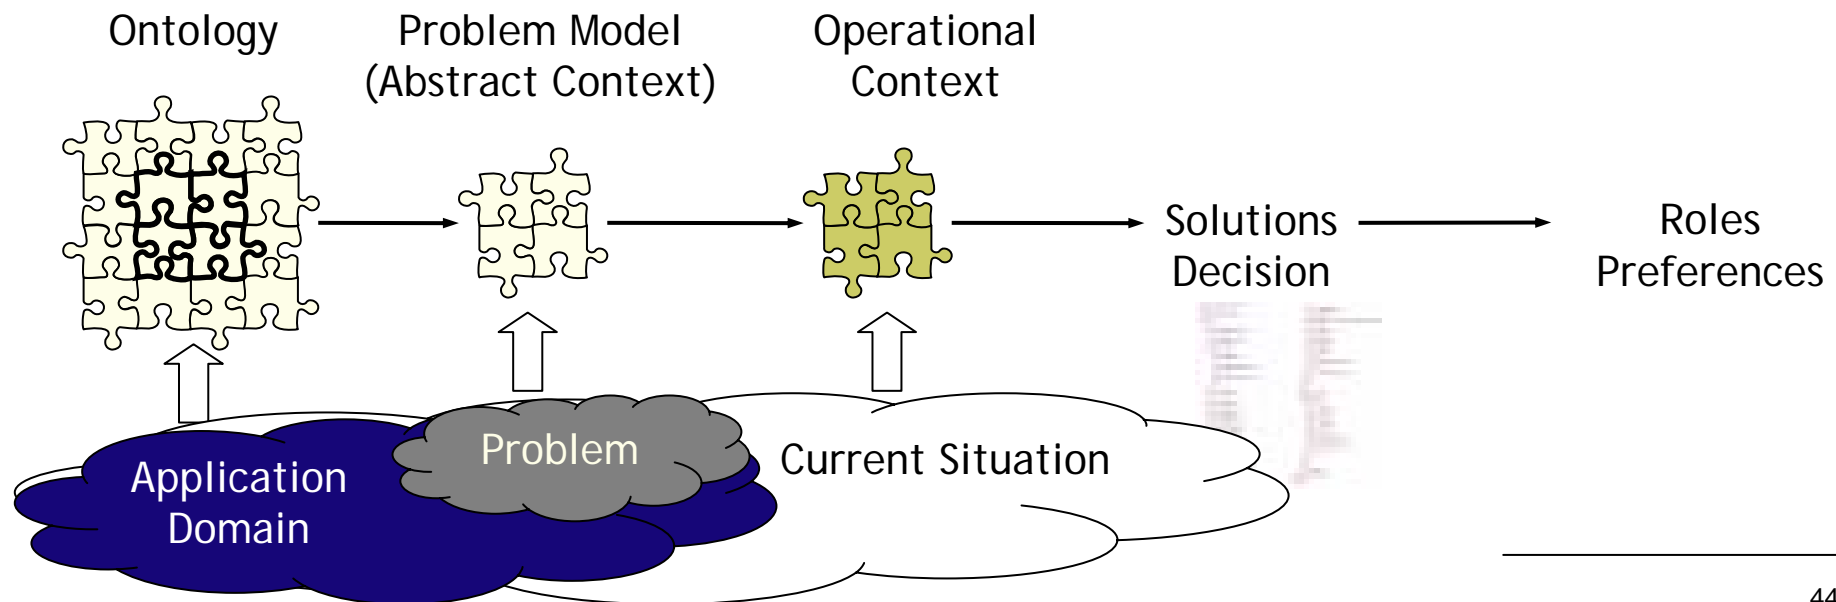 Ontology
Problem Model
(Abstract Context)
Operational
Context
Solutions
Decision
Roles
Preferences
Application
Domain
Problem
Current Situation
44